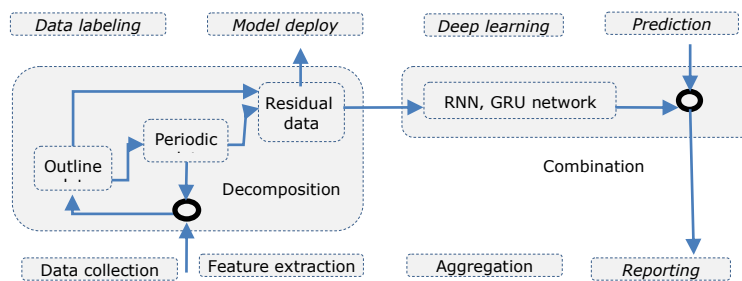 Data labeling
Model deploy
Deep learning
Prediction
Residual
data
RNN, GRU network
Periodic
Outline
Decomposition
Combination
Data collection
Feature extraction
Aggregation
Reporting